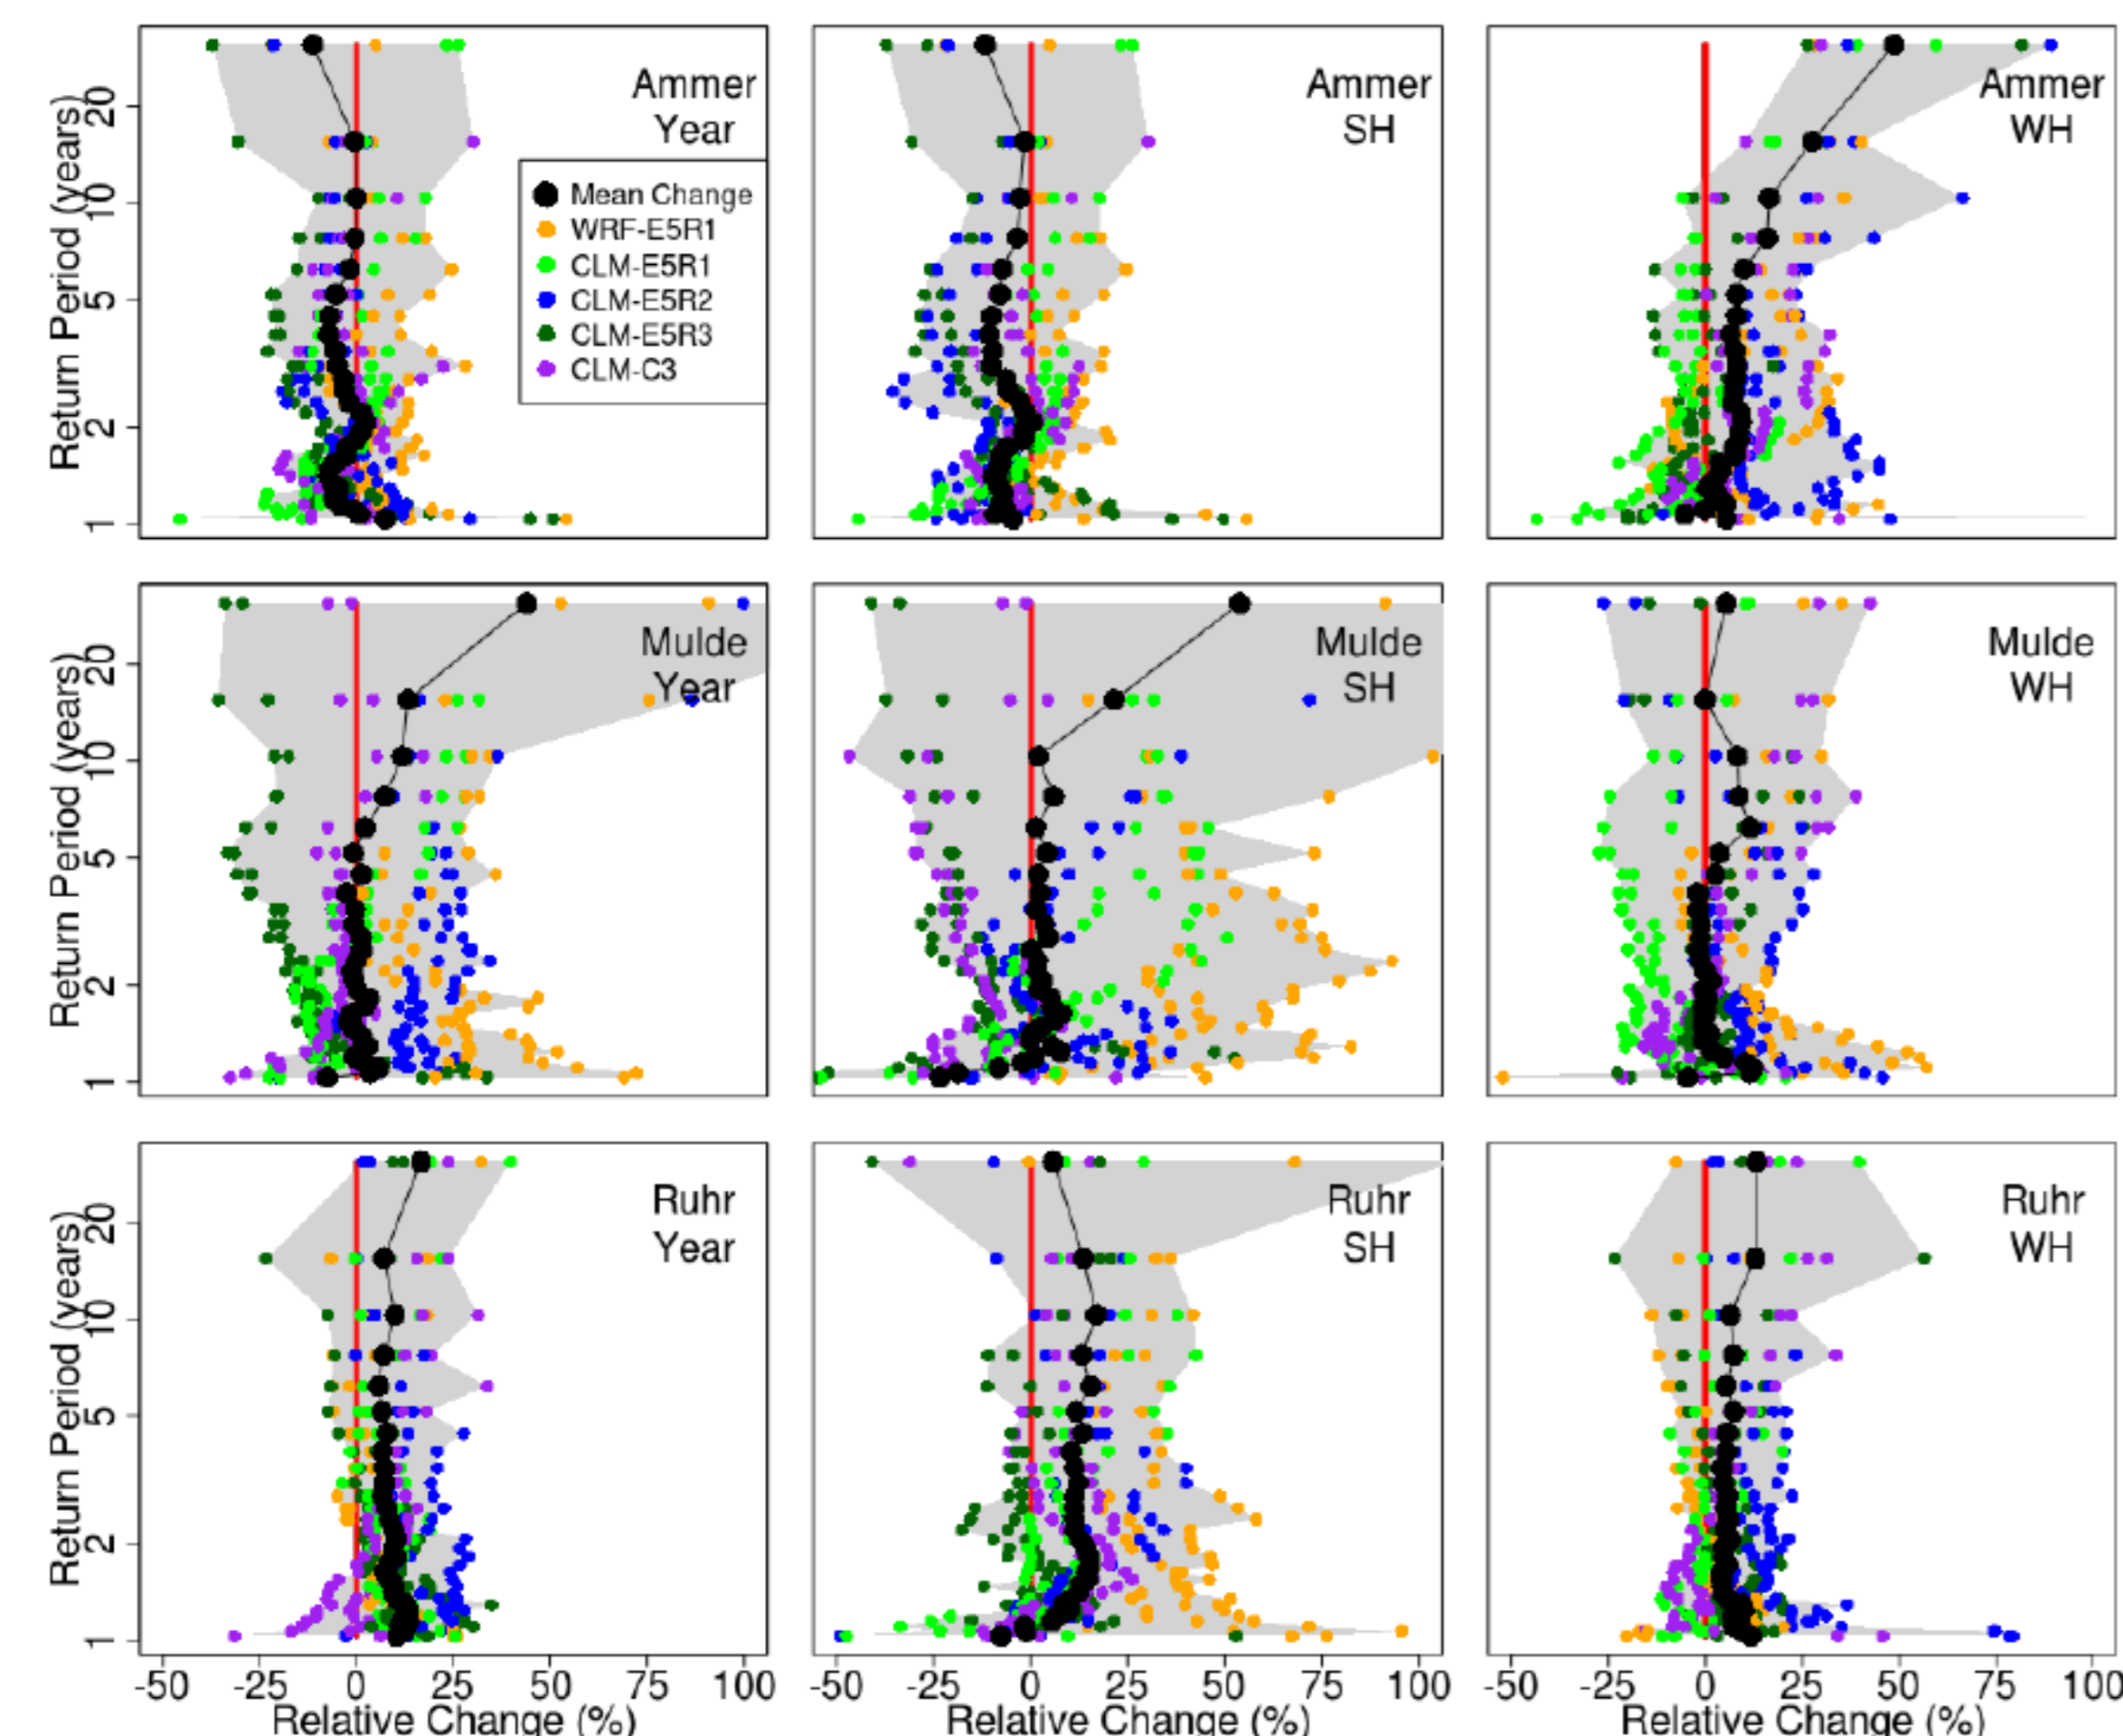 Return Period (years)
1 2 5 10 20
Ammer
Year
Mean Change
WRF-E5R1
CLM-E5R1
CLM-E5R2
CLM-E5R3
CLM-C3
Ammer
SH
Ammer
WH
Return Period (years)
1 2 5 10 20
Mulde
Year
Mulde
SH
Mulde
WH
Return Period (years)
1 2 5 10 20
Ruhr
Year
Ruhr
SH
Ruhr
WH
-50 -25 0 25 50 75 100
Relative Change (%)
-50 -25 0 25 50 75 100
Relative Change (%)
-50 -25 0 25 50 75 100
Relative Change (%)